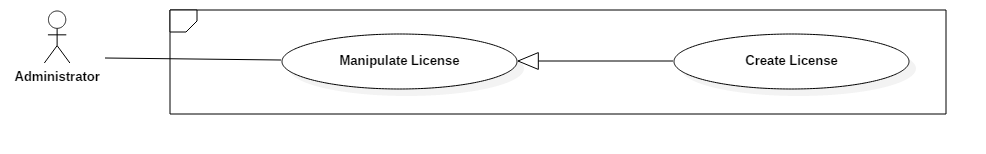 Manipulate License
Create License
Administrator